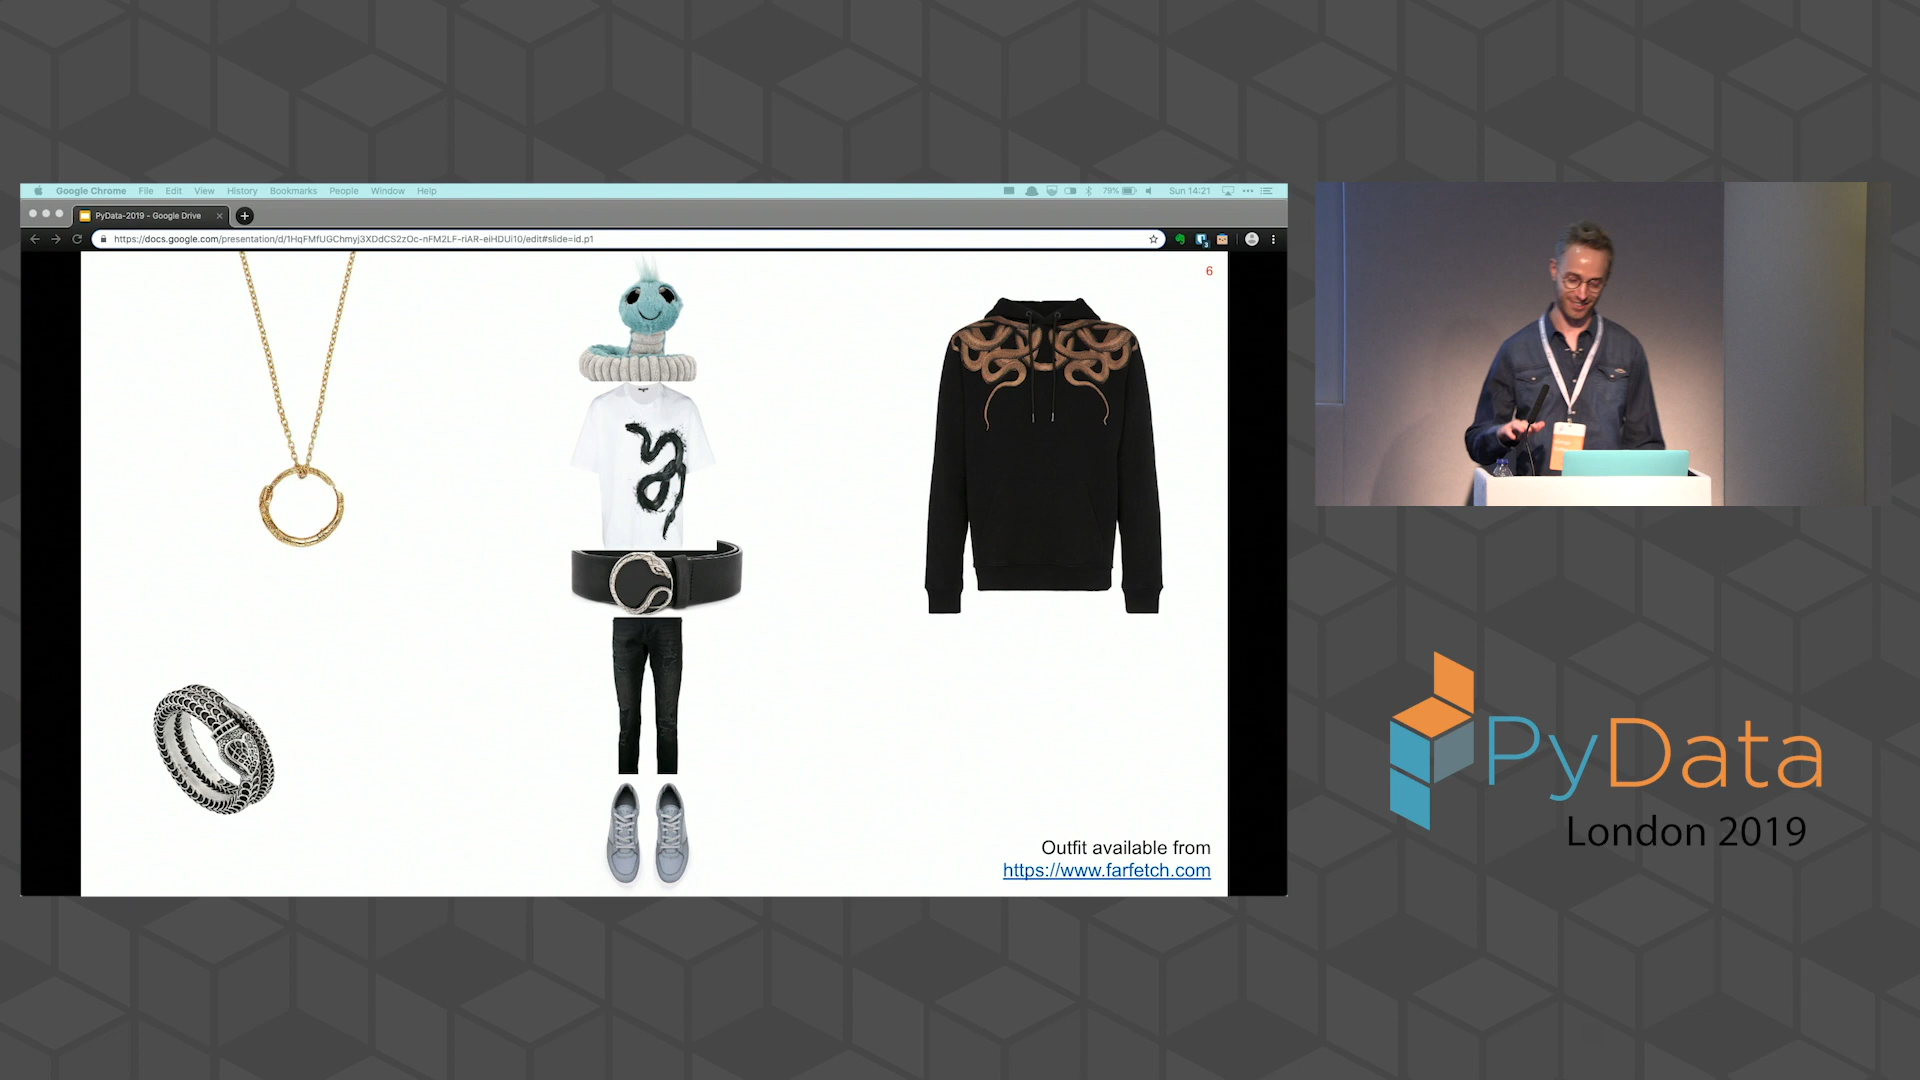 Google Chrome File Edit View History Bookmarks People Window Help 79% Sun 14:21
PyData-2019 - Google Drive
https://docs.google.com/presentation/d/1HqFMfUGChmyj3XDdCS2zOc-nFM2LF-riAR-eiHDUi10/edit#slide=id.p1
6
Outfit available from
https://www.farfetch.com
PyData
London 2019